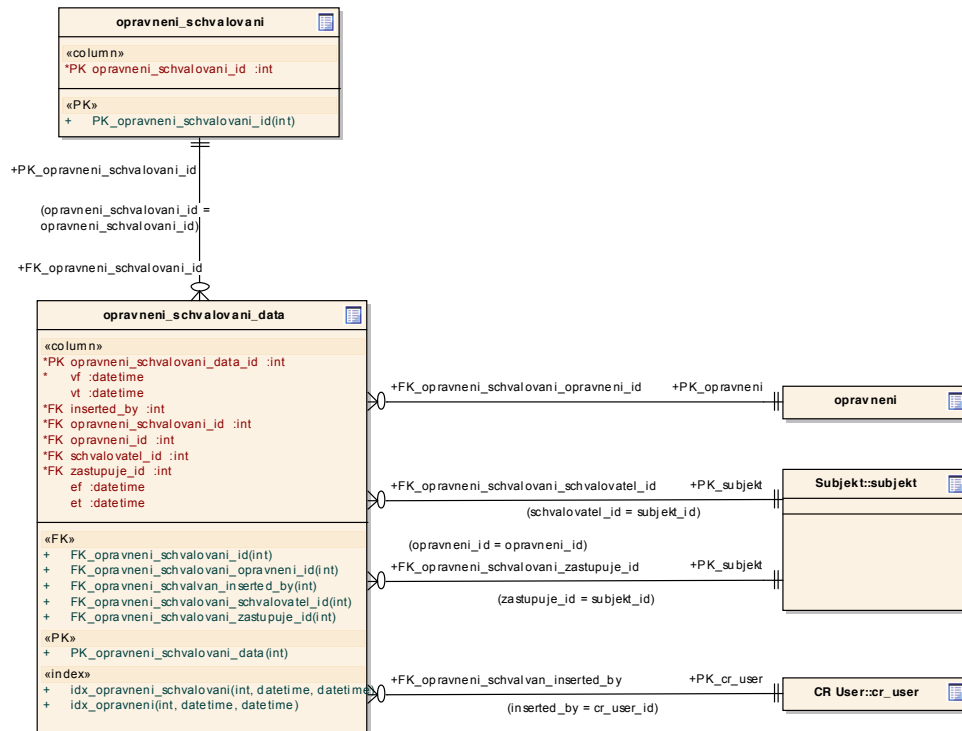 opravneni_schvalovani
«column»
*PK opravneni_schvalovani_id :int
«PK»
+ PK_opravneni_schvalovani_id(int)
+PK_opravneni_schvalovani_id
(opravneni_schvalovani_id =
opravneni_schvalovani_id)
+FK_opravneni_schvalovani_id
opravneni_schvalovani_data
«column»
*PK opravneni_schvalovani_data_id :int
* vf :datetime
vt :datetime
*FK inserted_by :int
*FK opravneni_schvalovani_id :int
*FK opravneni_id :int
*FK schvalovatel_id :int
*FK zastupuje_id :int
ef :datetime
et :datetime
«FK»
+ FK_opravneni_schvalovani_id(int)
+ FK_opravneni_schvalovani_opravneni_id(int)
+ FK_opravneni_schvalvan_inserted_by(int)
+ FK_opravneni_schvalovani_schvalovatel_id(int)
+ FK_opravneni_schvalovani_zastupuje_id(int)
«PK»
+ PK_opravneni_schvalovani_data(int)
«index»
+ idx_opravneni_schvalovani(int, datetime, datetime)
+ idx_opravneni(int, datetime, datetime)
+FK_opravneni_schvalovani_opravneni_id +PK_opravneni
opravneni
+FK_opravneni_schvalovani_schvalovatel_id +PK_subjekt
(schvalovatel_id = subjekt_id)
Subjekt::subjekt
(opravneni_id = opravneni_id)
+FK_opravneni_schvalovani_zastupuje_id +PK_subjekt
(zastupuje_id = subjekt_id)
+FK_opravneni_schvalvan_inserted_by +PK_cr_user
(inserted_by = cr_user_id)
CR User::cr_user